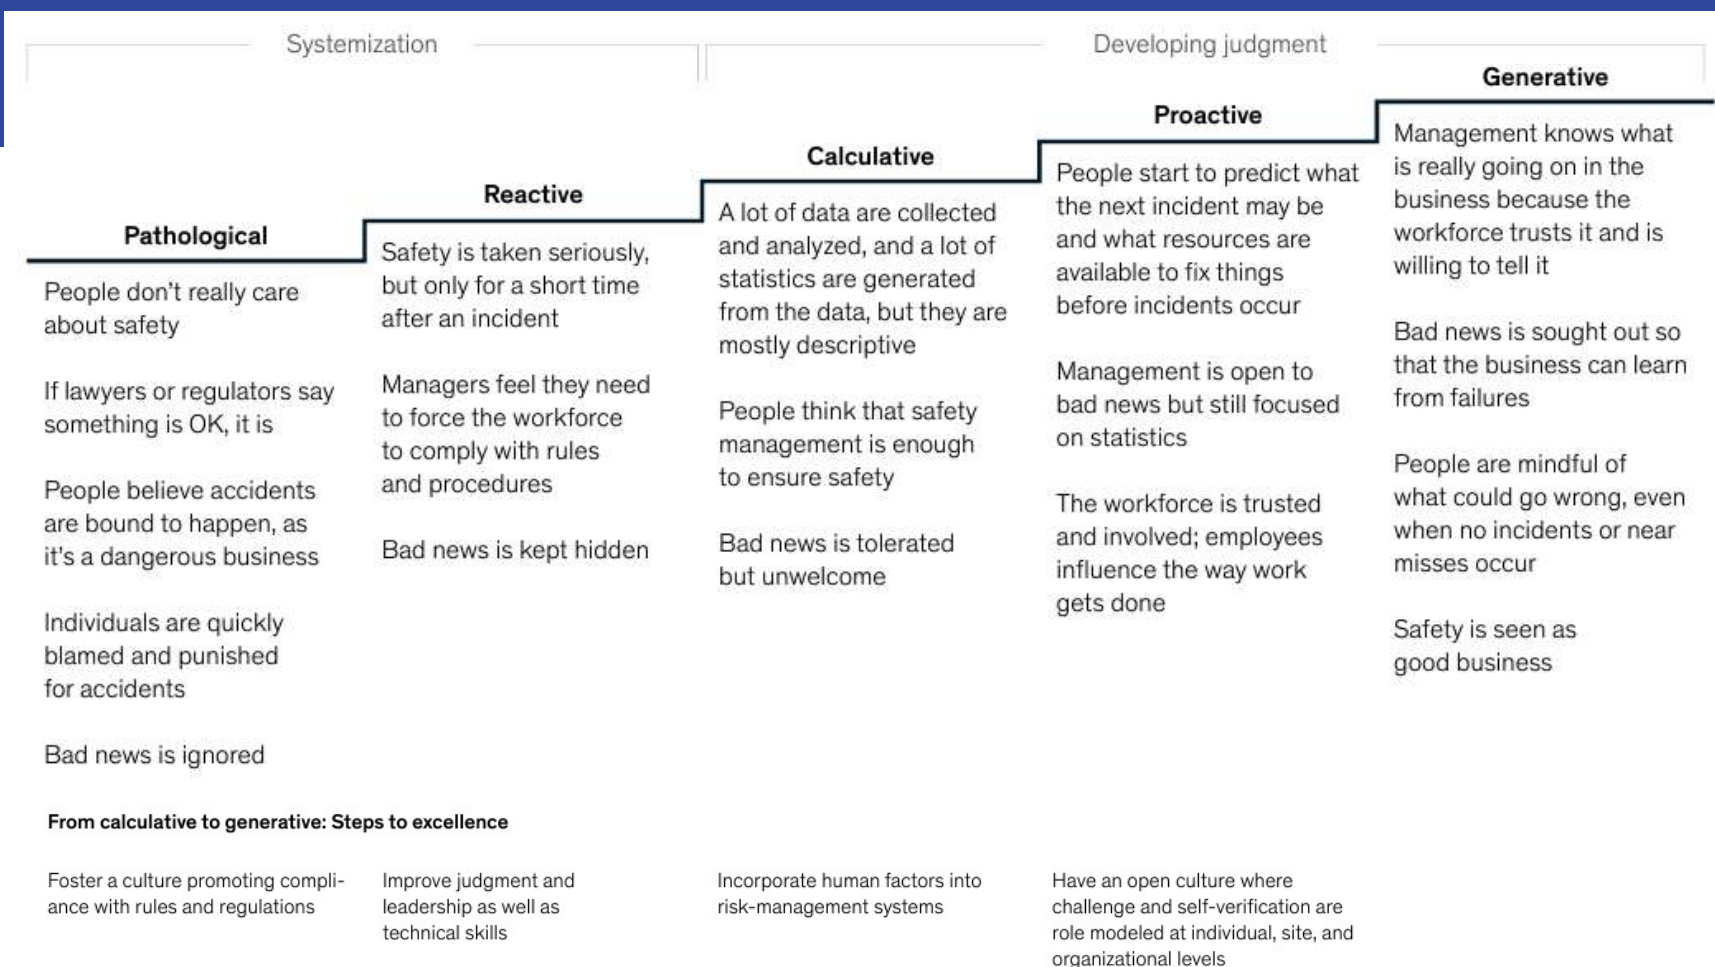 Systemization
Developing judgment
Pathological
People don't really care
about safety
If lawyers or regulators say
something is OK, it is
People believe accidents
are bound to happen, as
it's a dangerous business
Individuals are quickly
blamed and punished
for accidents
Bad news is ignored
Reactive
Safety is taken seriously,
but only for a short time
after an incident
Managers feel they need
to force the workforce
to comply with rules
and procedures
Bad news is kept hidden
Calculative
A lot of data are collected
and analyzed, and a lot of
statistics are generated
from the data, but they are
mostly descriptive
People think that safety
management is enough
to ensure safety
Bad news is tolerated
but unwelcome
Proactive
People start to predict what
the next incident may be
and what resources are
available to fix things
before incidents occur
Management is open to
bad news but still focused
on statistics
The workforce is trusted
and involved; employees
influence the way work
gets done
Generative
Management knows what
is really going on in the
business because the
workforce trusts it and is
willing to tell it
Bad news is sought out so
that the business can learn
from failures
People are mindful of
what could go wrong, even
when no incidents or near
misses occur
Safety is seen as
good business
From calculative to generative: Steps to excellence
Foster a culture promoting compli-
ance with rules and regulations
Improve judgment and
leadership as well as
technical skills
Incorporate human factors into
risk-management systems
Have an open culture where
challenge and self-verification are
role modeled at individual, site, and
organizational levels